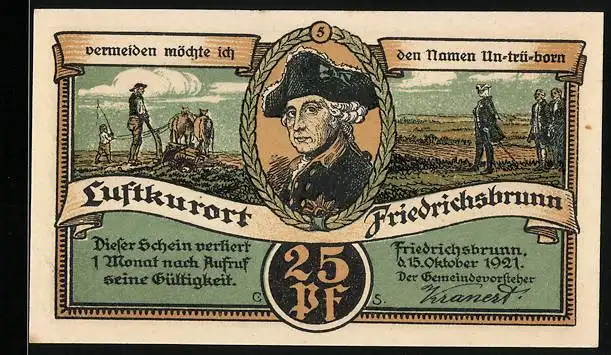 5
vermeiden möchte ich
den Namen Un-trü-born
Luftkurort
Friedrichsbrunn
Dieser Schein verliert
1 Monat nach Aufruf
seine Gültigkeit.
25
Pf
Friedrichsbrunn,
d. 15. Oktober 1921.
Der Gemeindevorsteher
Kranert.
G S.